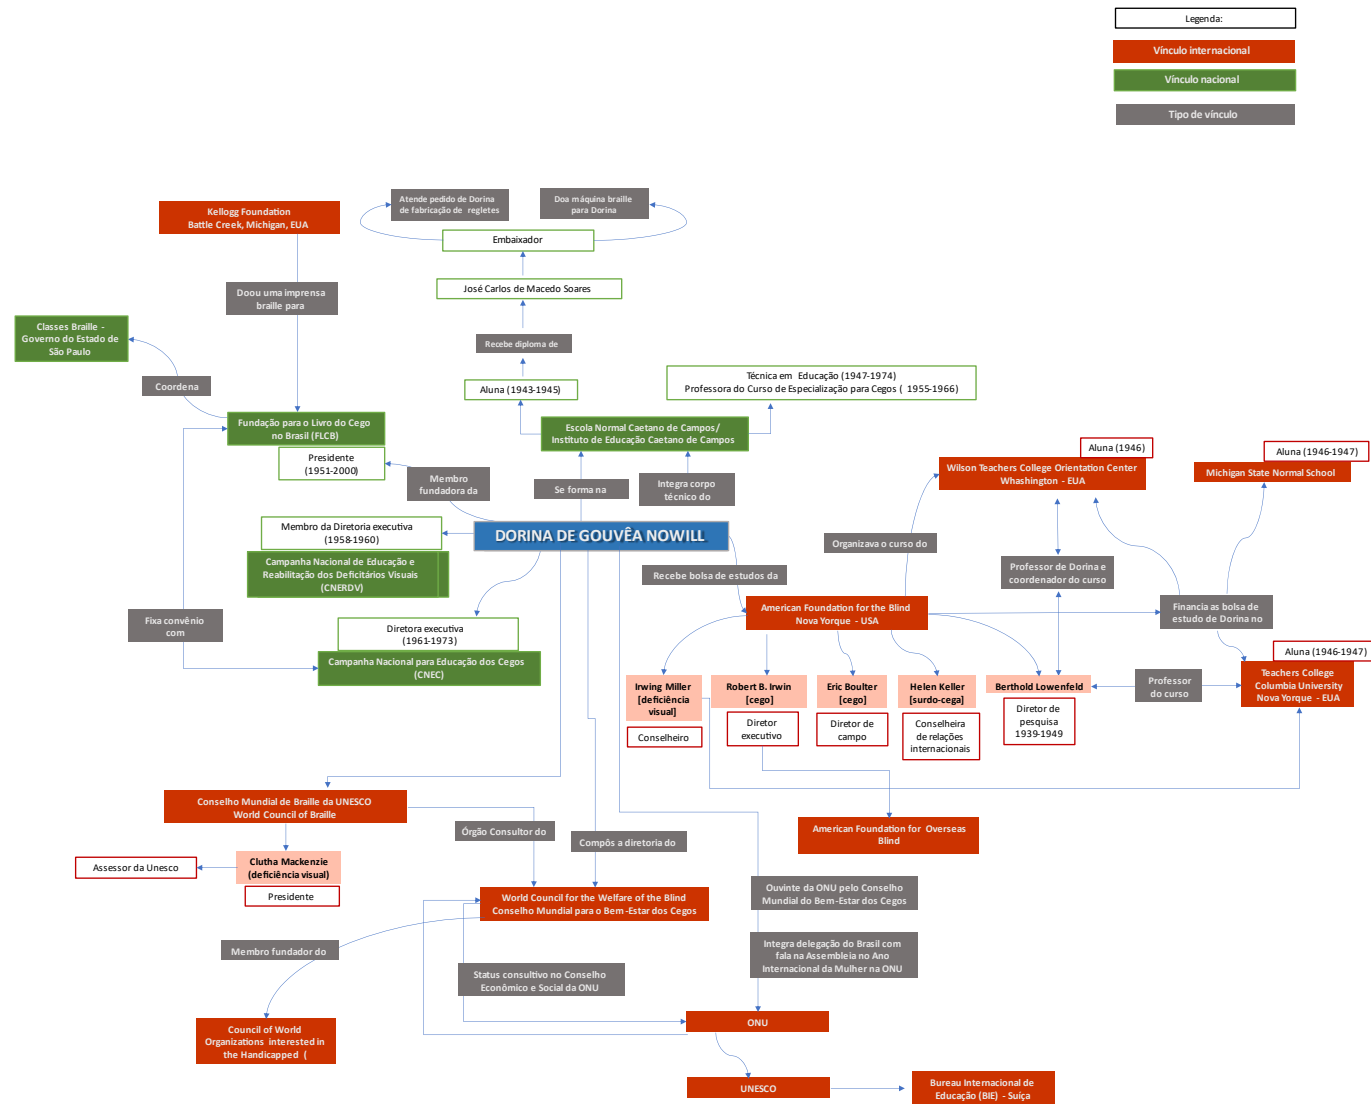 Legenda:
Vínculo internacional
Vínculo nacional
Tipo de vínculo
Atende pedido de Dorina
de fabricação de regletes
Doa máquina braille
para Dorina
Kellogg Foundation
Battle Creek, Michigan, EUA
Embaixador
José Carlos de Macedo Soares
Doou uma imprensa
braille para
Classes Braille -
Governo do Estado de
São Paulo
Recebe diploma de
Coordena
Aluna (1943-1945)
Técnica em Educação (1947-1974)
Professora do Curso de Especialização para Cegos ( 1955-1966)
Fundação para o Livro do Cego
no Brasil (FLCB)
Escola Normal Caetano de Campos/
Instituto de Educação Caetano de Campos
Presidente
(1951-2000)
Membro
fundadora da
Se forma na
Integra corpo
técnico do
Aluna (1946)
Wilson Teachers College Orientation Center
Whashington - EUA
Aluna (1946-1947)
Michigan State Normal School
Membro da Diretoria executiva
(1958-1960)
DORINA DE GOUVÊA NOWILL
Organizava o curso do
Campanha Nacional de Educação e
Reabilitação dos Deficitários Visuais
(CNERDV)
Recebe bolsa de estudos da
Professor de Dorina e
coordenador do curso
Fixa convênio
com
American Foundation for the Blind
Nova Yorque - USA
Financia as bolsa de
estudo de Dorina no
Diretora executiva
(1961-1973)
Campanha Nacional para Educação dos Cegos
(CNEC)
Aluna (1946-1947)
Teachers College
Columbia University
Nova Yorque - EUA
Irwing Miller
[deficiência
visual]
Conselheiro
Robert B. Irwin
[cego]
Diretor
executivo
Eric Boulter
[cego]
Diretor de
campo
Helen Keller
[surdo-cega]
Conselheira
de relações
internacionais
Berthold Lowenfeld
Diretor de
pesquisa
1939-1949
Professor
do curso
Conselho Mundial de Braille da UNESCO
World Council of Braille
Órgão Consultor do
Compôs a diretoria do
American Foundation for Overseas
Blind
Assessor da Unesco
Clutha Mackenzie
(deficiência visual)
Presidente
World Council for the Welfare of the Blind
Conselho Mundial para o Bem -Estar dos Cegos
Ouvinte da ONU pelo Conselho
Mundial do Bem-Estar dos Cegos
Membro fundador do
Integra delegação do Brasil com
fala na Assembleia no Ano
Internacional da Mulher na ONU
Status consultivo no Conselho
Econômico e Social da ONU
Council of World
Organizations interested in
the Handicapped (
ONU
UNESCO
Bureau Internacional de
Educação (BIE) - Suíça